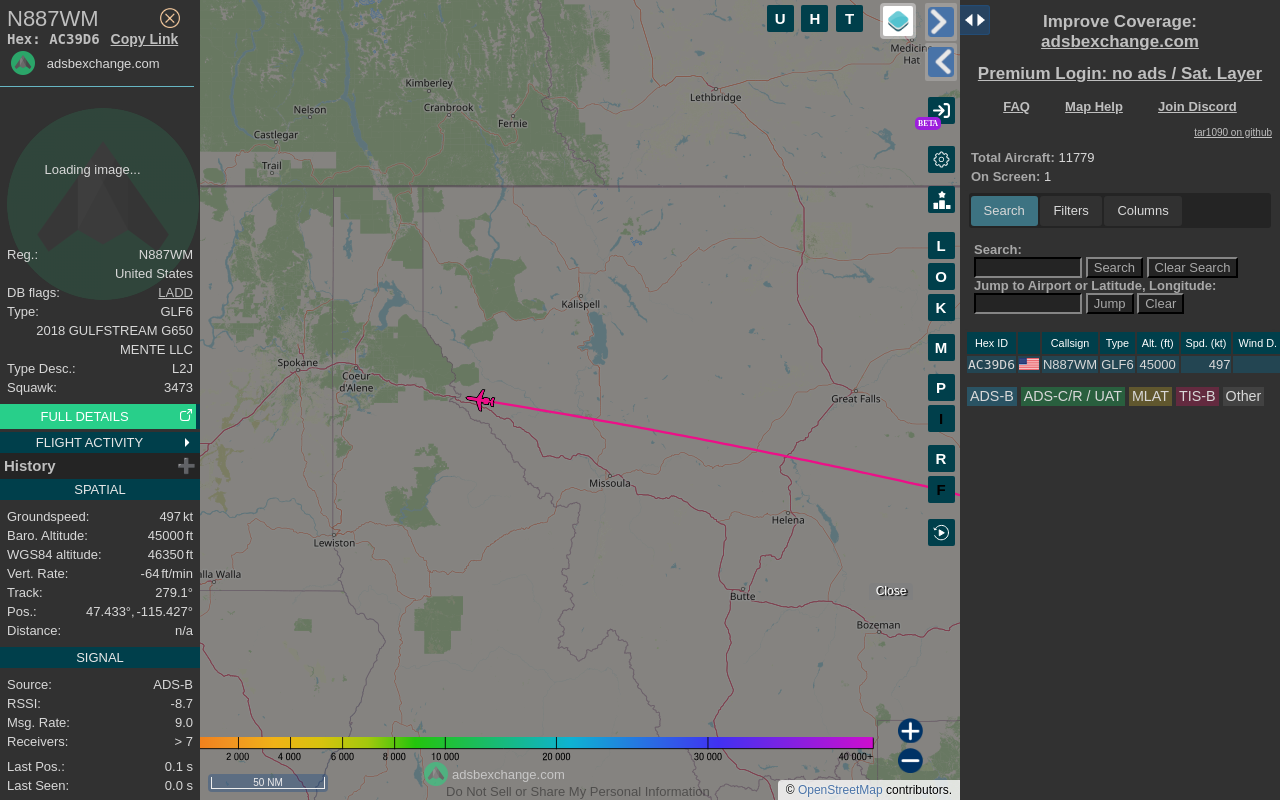 N887WM
Hex: AC39D6 Copy Link
adsbexchange.com
Loading image...
Reg.: N887WM
United States
DB flags: LADD
Type: GLF6
2018 GULFSTREAM G650
MENTE LLC
Type Desc.: L2J
Squawk: 3473
FULL DETAILS
FLIGHT ACTIVITY
History
SPATIAL
Groundspeed: 497 kt
Baro. Altitude: 45000 ft
WGS84 altitude: 46350 ft
Vert. Rate: -64 ft/min
Track: 279.1°
Pos.: 47.433°, -115.427°
Distance: n/a
SIGNAL
Source: ADS-B
RSSI: -8.7
Msg. Rate: 9.0
Receivers: > 7
Last Pos.: 0.1 s
Last Seen: 0.0 s
U H T
Medicine
Hat
Kimberley
Lethbridge
Nelson
Cranbrook
Fernie
Castlegar
Trail
BETA
L
O
K
M
P
I
R
F
Kalispell
Spokane
Coeur
d'Alene
Great Falls
Missoula
Helena
Lewiston
alla Walla
Butte
Close
Bozeman
2 000 4 000 6 000 8 000 10 000 20 000 30 000 40 000+
50 NM
adsbexchange.com
Do Not Sell or Share My Personal Information
© OpenStreetMap contributors.
Improve Coverage:
adsbexchange.com
Premium Login: no ads / Sat. Layer
FAQ Map Help Join Discord
tar1090 on github
Total Aircraft: 11779
On Screen: 1
Search Filters Columns
Search:
Search Clear Search
Jump to Airport or Latitude, Longitude:
Jump Clear
Hex ID Callsign Type Alt. (ft) Spd. (kt) Wind D.
AC39D6 N887WM GLF6 45000 497
ADS-B ADS-C/R / UAT MLAT TIS-B Other